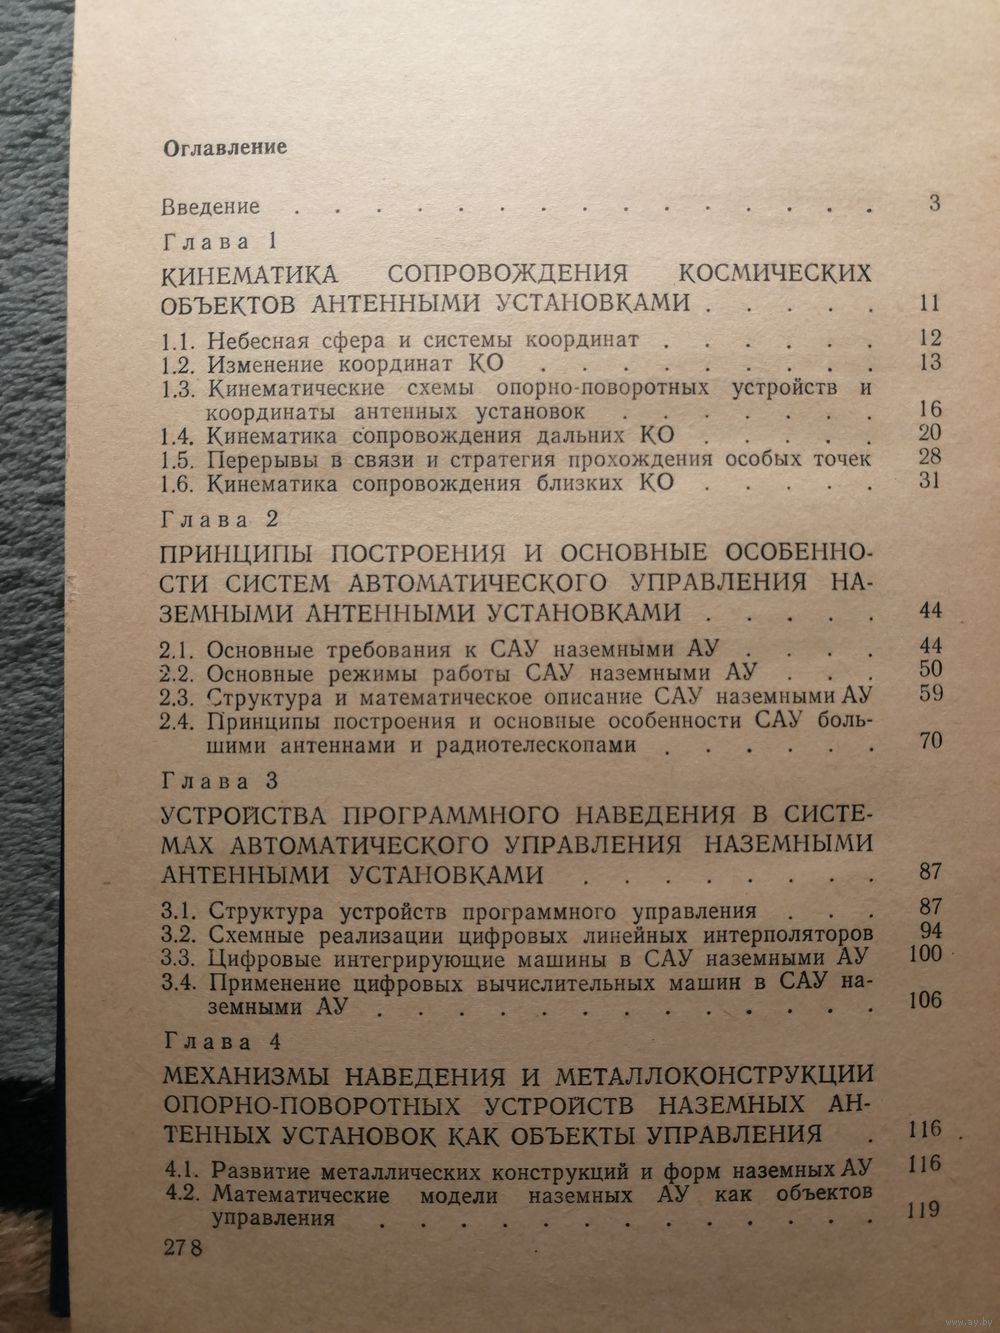 Оглавление
Введение . . . . . . . . . . . . . . . 3
Глава 1
КИНЕМАТИКА СОПРОВОЖДЕНИЯ КОСМИЧЕСКИХ
ОБЪЕКТОВ АНТЕННЫМИ УСТАНОВКАМИ . . . . . 11
1.1. Небесная сфера и системы координат . . . . . . 12
1.2. Изменение координат КО . . . . . . . . . 13
1.3. Кинематические схемы опорно-поворотных устройств и
координаты антенных установок . . . . . . . 16
1.4. Кинематика сопровождения дальних КО . . . . . 20
1.5. Перерывы в связи и стратегия прохождения особых точек 28
1.6. Кинематика сопровождения близких КО . . . . . 31
Глава 2
ПРИНЦИПЫ ПОСТРОЕНИЯ И ОСНОВНЫЕ ОСОБЕННО-
СТИ СИСТЕМ АВТОМАТИЧЕСКОГО УПРАВЛЕНИЯ НА-
ЗЕМНЫМИ АНТЕННЫМИ УСТАНОВКАМИ . . . . . 44
2.1. Основные требования к САУ наземными АУ . . . . 44
2.2. Основные режимы работы САУ наземными АУ . . . 50
2.3. Структура и математическое описание САУ наземными АУ 59
2.4. Принципы построения и основные особенности САУ боль-
шими антеннами и радиотелескопами . . . . . . 70
Глава 3
УСТРОЙСТВА ПРОГРАММНОГО НАВЕДЕНИЯ В СИСТЕ-
МАХ АВТОМАТИЧЕСКОГО УПРАВЛЕНИЯ НАЗЕМНЫМИ
АНТЕННЫМИ УСТАНОВКАМИ . . . . . . . . 87
3.1. Структура устройств программного управления . . . 87
3.2. Схемные реализации цифровых линейных интерполяторов 94
3.3. Цифровые интегрирующие машины в САУ наземными АУ 100
3.4. Применение цифровых вычислительных машин в САУ на-
земными АУ . . . . . . . . . . . . . 106
Глава 4
МЕХАНИЗМЫ НАВЕДЕНИЯ И МЕТАЛЛОКОНСТРУКЦИИ
ОПОРНО-ПОВОРОТНЫХ УСТРОЙСТВ НАЗЕМНЫХ АН-
ТЕННЫХ УСТАНОВОК КАК ОБЪЕКТЫ УПРАВЛЕНИЯ . 116
4.1. Развитие металлических конструкций и форм наземных АУ 116
4.2. Математические модели наземных АУ как объектов
управления . . . . . . . . . . . . . 119
278
www.ay.by